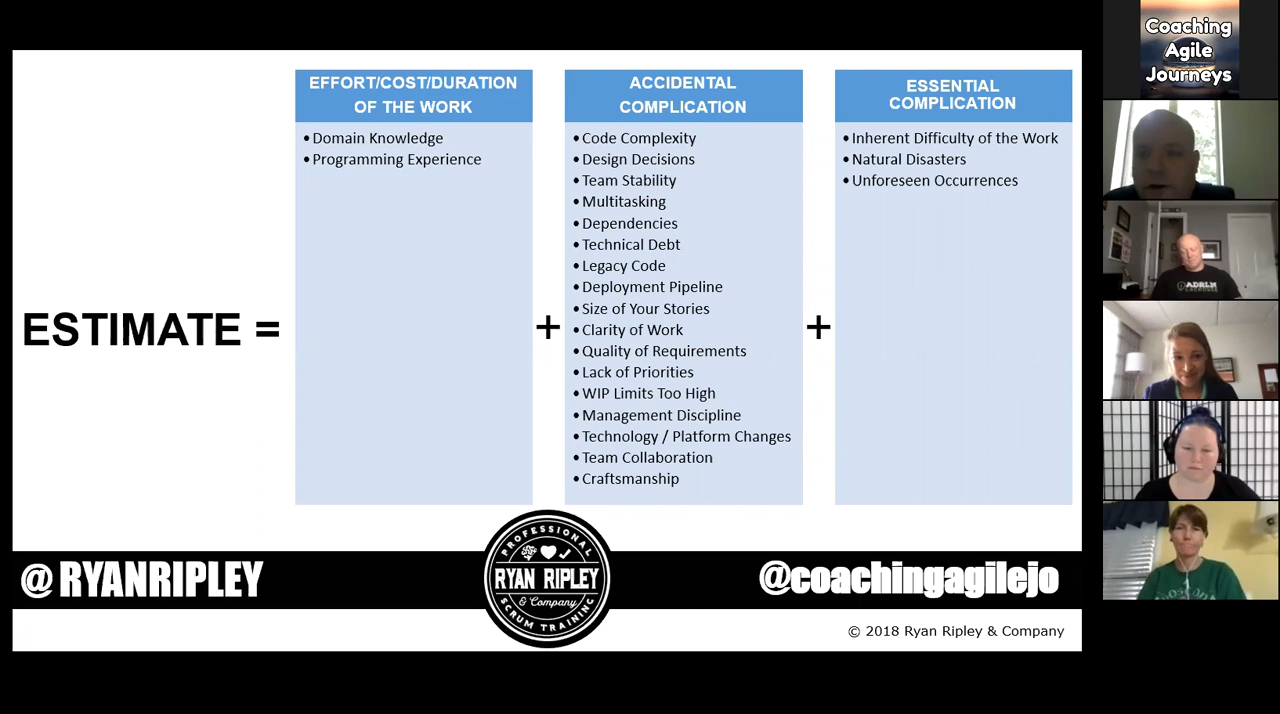 EFFORT/COST/DURATION
OF THE WORK
• Domain Knowledge
• Programming Experience
ACCIDENTAL
COMPLICATION
• Code Complexity
• Design Decisions
• Team Stability
• Multitasking
• Dependencies
• Technical Debt
• Legacy Code
• Deployment Pipeline
• Size of Your Stories
• Clarity of Work
• Quality of Requirements
• Lack of Priorities
• WIP Limits Too High
• Management Discipline
• Technology / Platform Changes
• Team Collaboration
• Craftsmanship
ESSENTIAL
COMPLICATION
• Inherent Difficulty of the Work
• Natural Disasters
• Unforeseen Occurrences
ESTIMATE =
+
+
@RYANRIPLEY
PROFESSIONAL
RYAN RIPLEY
& Company
SCRUM TRAINING
@coachingagilejo
© 2018 Ryan Ripley & Company
Coaching
Agile
Journeys
ADRLN
LACROSSE